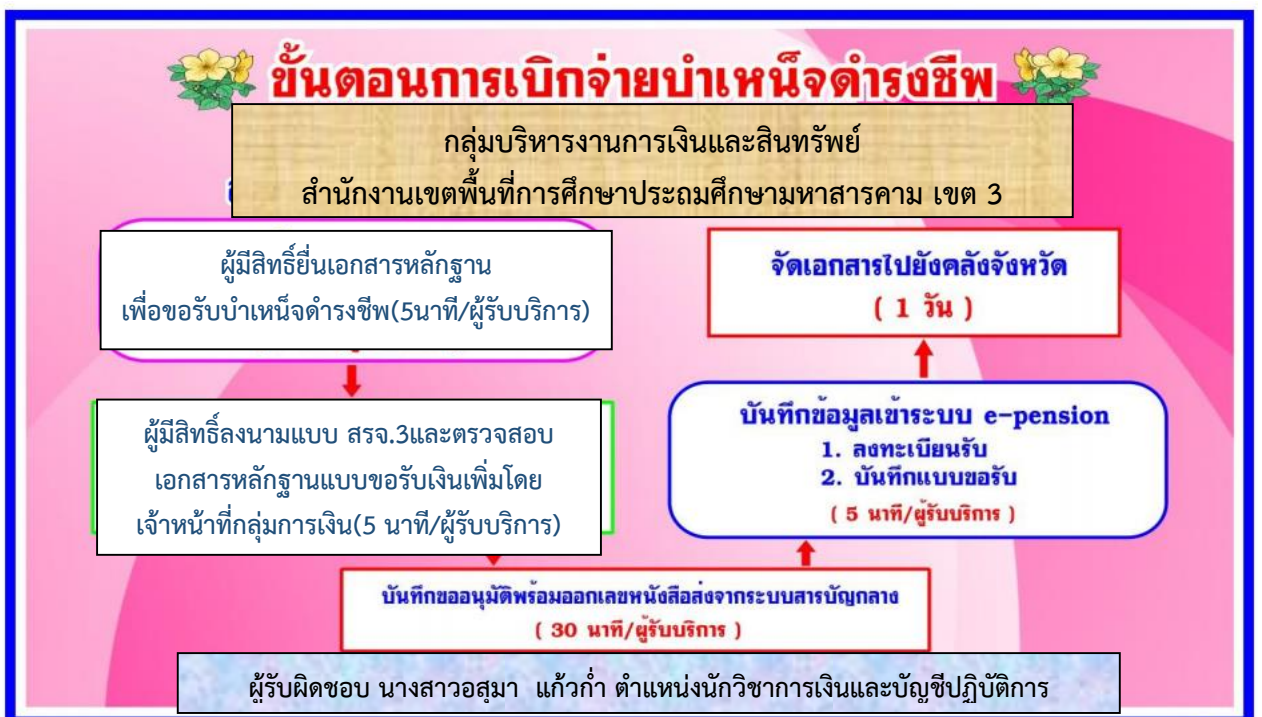 ขั้นตอนการเบิกจ่ายบำเหน็จดำรงชีพ
กลุ่มบริหารงานการเงินและสินทรัพย์
สำนักงานเขตพื้นที่การศึกษาประถมศึกษามหาสารคาม เขต 3
ผู้มีสิทธิ์ยื่นเอกสารหลักฐาน
เพื่อขอรับบำเหน็จดำรงชีพ(5นาที/ผู้รับบริการ)
ผู้มีสิทธิ์ลงนามแบบ สรจ.3และตรวจสอบ
เอกสารหลักฐานแบบขอรับเงินเพิ่มโดย
เจ้าหน้าที่กลุ่มการเงิน(5 นาที/ผู้รับบริการ)
บันทึกขออนุมัติพร้อมออกเลขหนังสือส่งจากระบบสารบัญกลาง
( 30 นาที/ผู้รับบริการ )
บันทึกข้อมูลเข้าระบบ e-pension
1. ลงทะเบียนรับ
2. บันทึกแบบขอรับ
( 5 นาที/ผู้รับบริการ )
จัดเอกสารไปยังคลังจังหวัด
( 1 วัน )
ผู้รับผิดชอบ นางสาวอสุมา แก้วก่ำ ตำแหน่งนักวิชาการเงินและบัญชีปฏิบัติการ